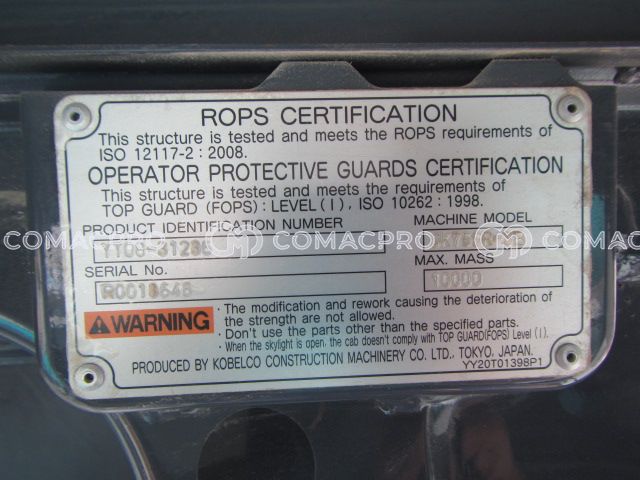 ROPS CERTIFICATION
This structure is tested and meets the ROPS requirements of
ISO 12117-2 : 2008.
OPERATOR PROTECTIVE GUARDS CERTIFICATION
This structure is tested and meets the requirements of
TOP GUARD (FOPS) : LEVEL ( I ) , ISO 10262 : 1998.
PRODUCT IDENTIFICATION NUMBER MACHINE MODEL
COMACPRO COMACPRO COMACPRO
SERIAL No. MAX. MASS
R0018648 10000
WARNING
· The modification and rework causing the deterioration of
the strength are not allowed.
· Don't use the parts other than the specified parts.
· When the skylight is open, the cab doesn't comply with TOP GUARD(FOPS) Level ( I ).
PRODUCED BY KOBELCO CONSTRUCTION MACHINERY CO. LTD., TOKYO, JAPAN.
YY20T01398P1